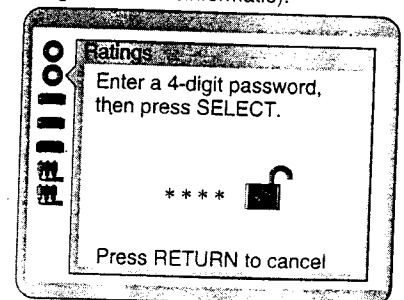 Ratings
Enter a 4-digit password,
then press SELECT.
* * * *
Press RETURN to cancel